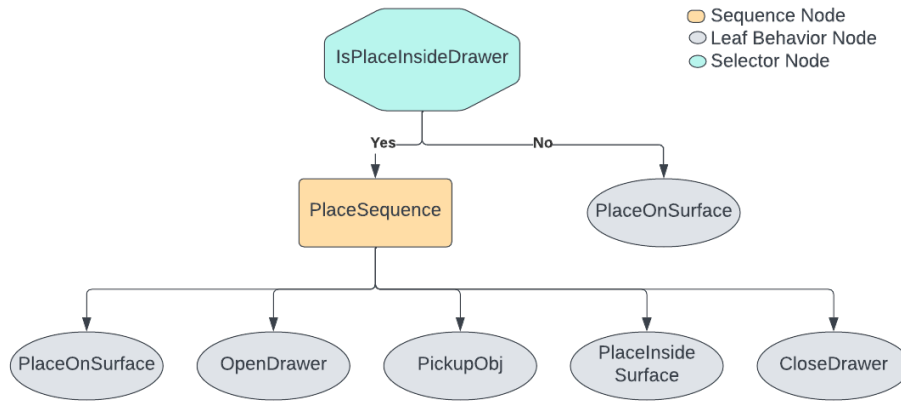 Sequence Node
Leaf Behavior Node
Selector Node
IsPlaceInsideDrawer
Yes
No
PlaceSequence
PlaceOnSurface
PlaceOnSurface
OpenDrawer
PickupObj
PlaceInside
Surface
CloseDrawer